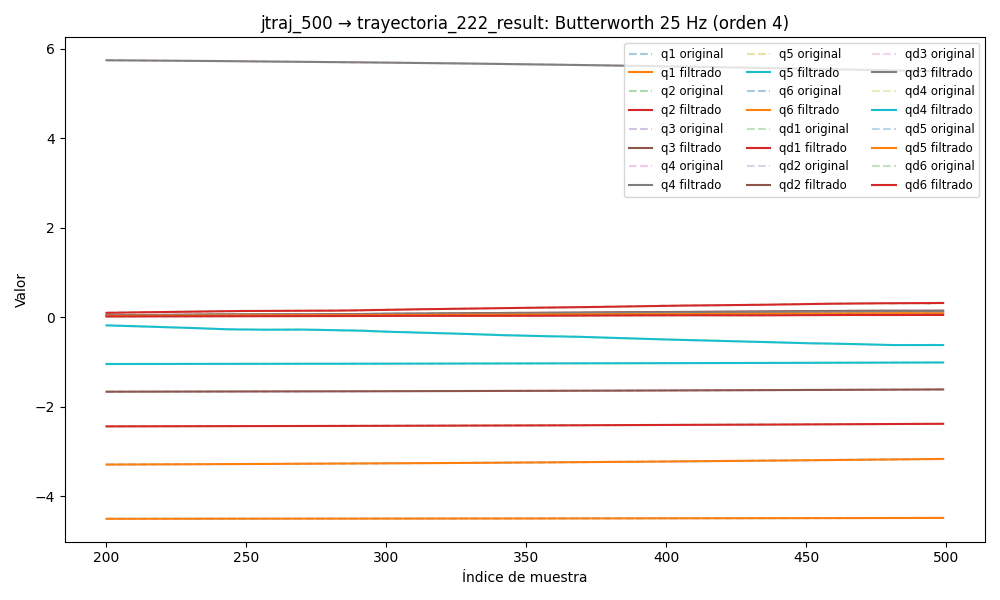 jtraj_500 → trayectoria_222_result: Butterworth 25 Hz (orden 4)
q1 original
q1 filtrado
q2 original
q2 filtrado
q3 original
q3 filtrado
q4 original
q4 filtrado
q5 original
q5 filtrado
q6 original
q6 filtrado
qd1 original
qd1 filtrado
qd2 original
qd2 filtrado
qd3 original
qd3 filtrado
qd4 original
qd4 filtrado
qd5 original
qd5 filtrado
qd6 original
qd6 filtrado
Valor
6
4
2
0
−2
−4
200
250
300
350
400
450
500
Índice de muestra